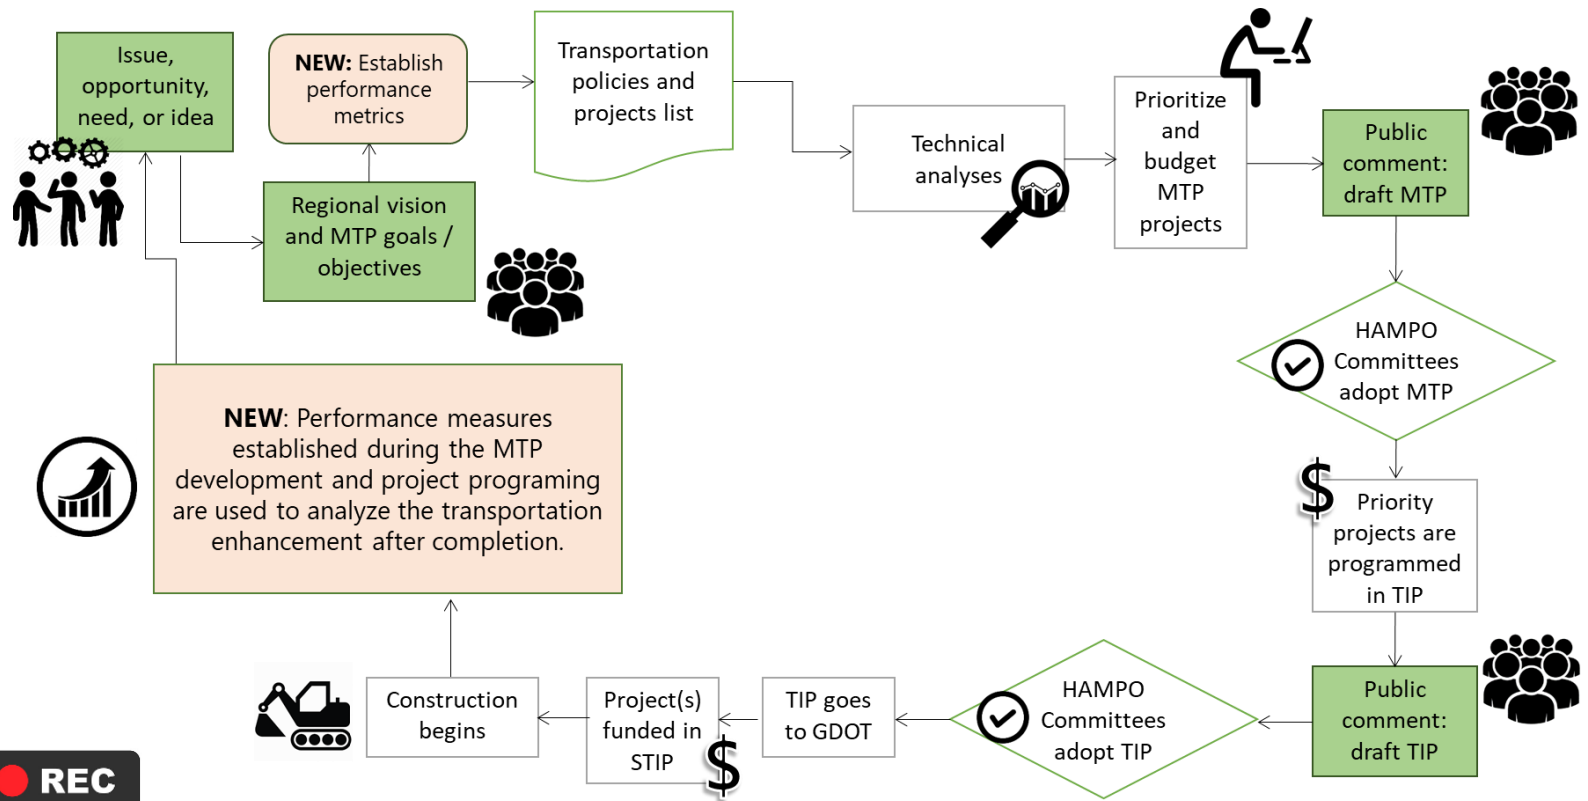 Issue,
opportunity,
need, or idea
NEW: Establish
performance
metrics
Transportation
policies and
projects list
Regional vision
and MTP goals /
objectives
Technical
analyses
Prioritize
and
budget
MTP
projects
Public
comment:
draft MTP
HAMPO
Committees
adopt MTP
$
Priority
projects are
programmed
in TIP
Public
comment:
draft TIP
HAMPO
Committees
adopt TIP
TIP goes
to GDOT
Project(s)
funded in
STIP
$
Construction
begins
NEW: Performance measures
established during the MTP
development and project programing
are used to analyze the transportation
enhancement after completion.
REC